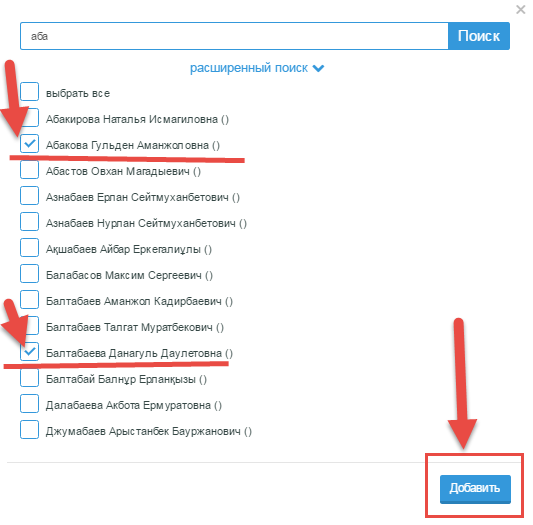 аба Поиск
расширенный поиск
выбрать все
Абакирова Наталья Исмагиловна ()
Абакова Гульден Аманжоловна ()
Абастов Овхан Магадыевич ()
Азнабаев Ерлан Сейтмуханбетович ()
Азнабаев Нурлан Сейтмуханбетович ()
Ақшабаев Айбар Еркегалиұлы ()
Балабасов Максим Сергеевич ()
Балтабаев Аманжол Кадирбаевич ()
Балтабаев Талгат Муратбекович ()
Балтабаева Данагуль Даулетовна ()
Балтабай Балнұр Ерланқызы ()
Далабаева Акбота Ермуратовна ()
Джумабаев Арыстанбек Бауржанович ()
Добавить